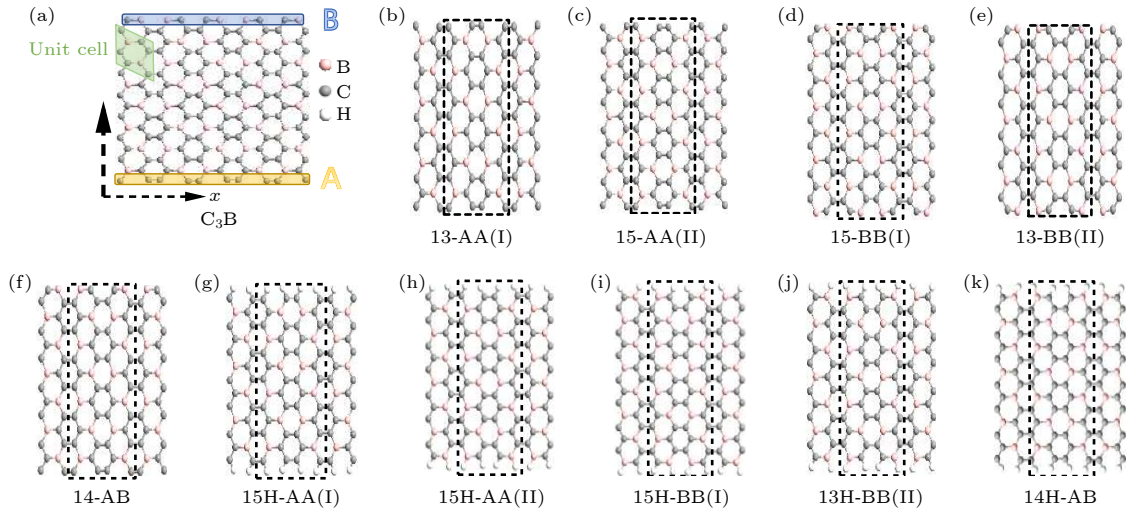 (a)
B
Unit cell
B
C
H
A
x
C₃B
(b)
13-AA(I)
(c)
15-AA(II)
(d)
15-BB(I)
(e)
13-BB(II)
(f)
14-AB
(g)
15H-AA(I)
(h)
15H-AA(II)
(i)
15H-BB(I)
(j)
13H-BB(II)
(k)
14H-AB